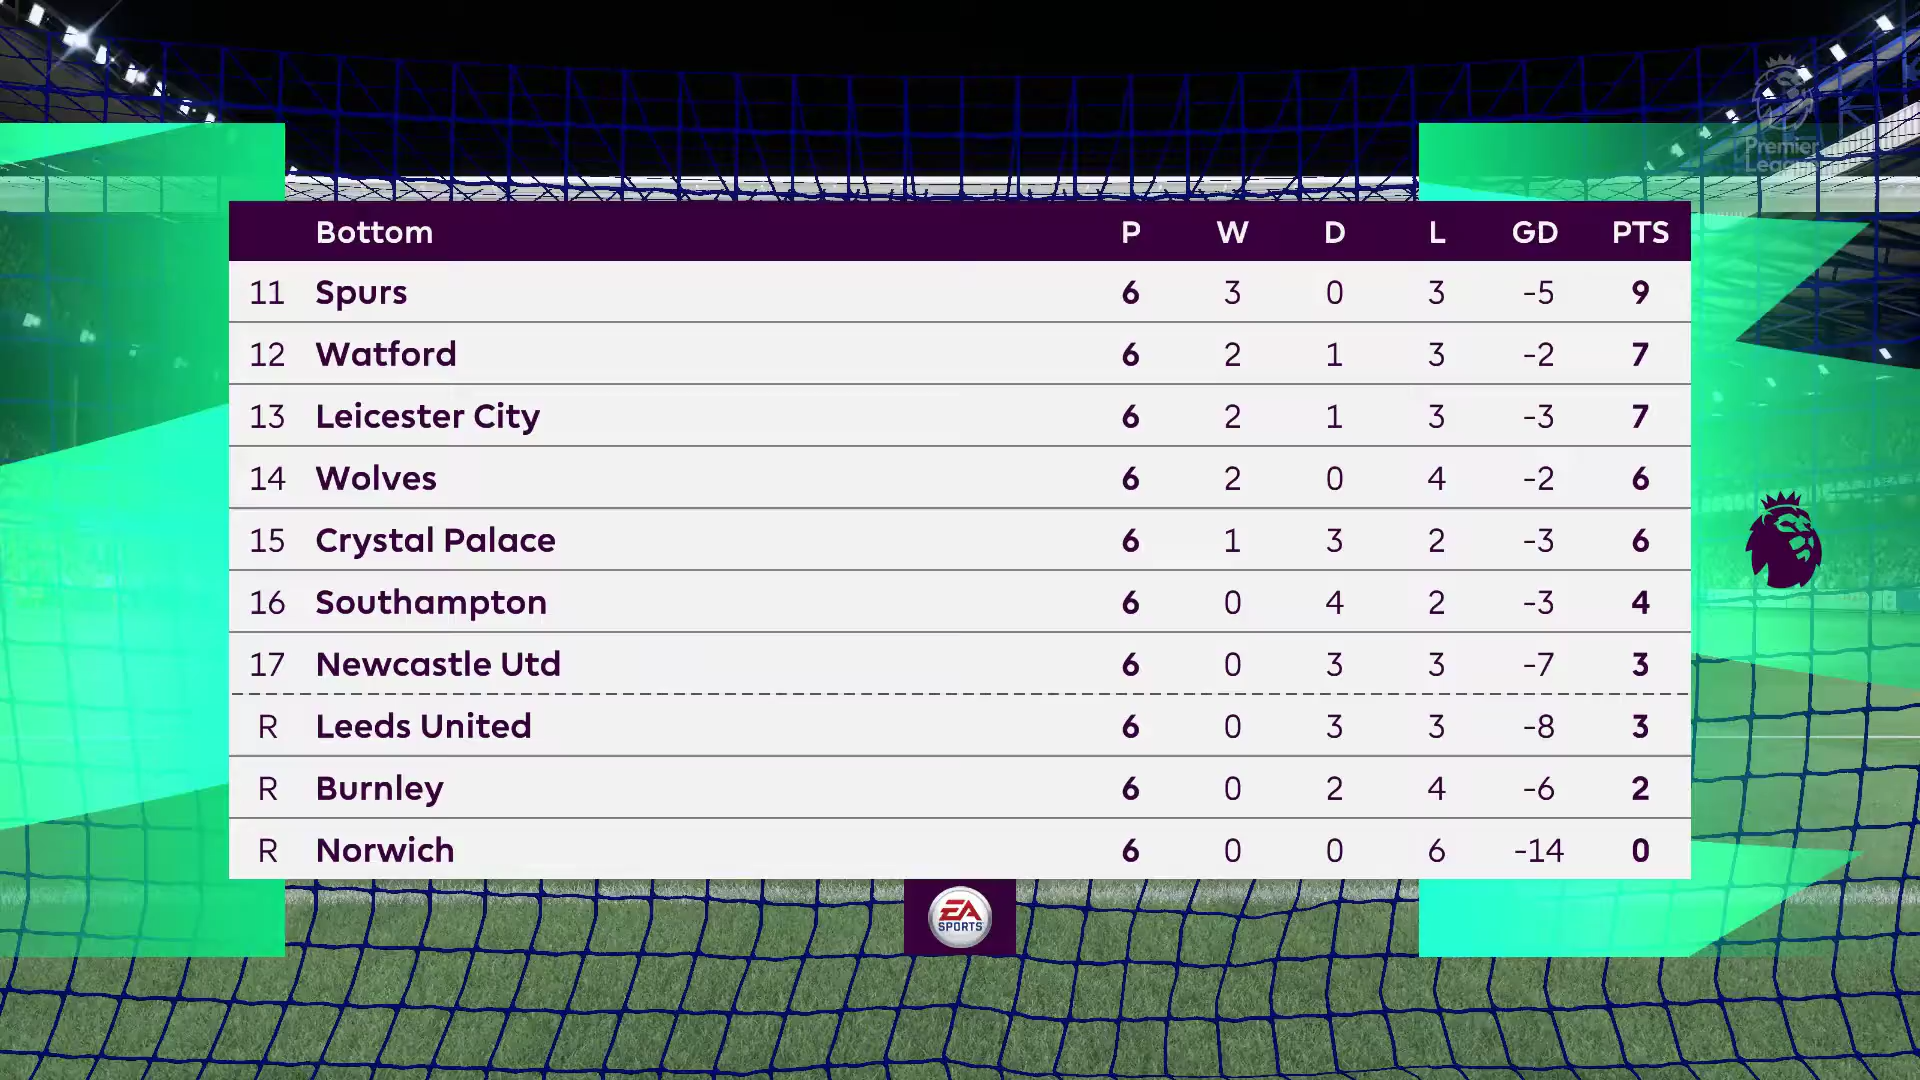 Premier
League
Bottom P W D L GD PTS
11 Spurs 6 3 0 3 -5 9
12 Watford 6 2 1 3 -2 7
13 Leicester City 6 2 1 3 -3 7
14 Wolves 6 2 0 4 -2 6
15 Crystal Palace 6 1 3 2 -3 6
16 Southampton 6 0 4 2 -3 4
17 Newcastle Utd 6 0 3 3 -7 3
R Leeds United 6 0 3 3 -8 3
R Burnley 6 0 2 4 -6 2
R Norwich 6 0 0 6 -14 0
EA
SPORTS